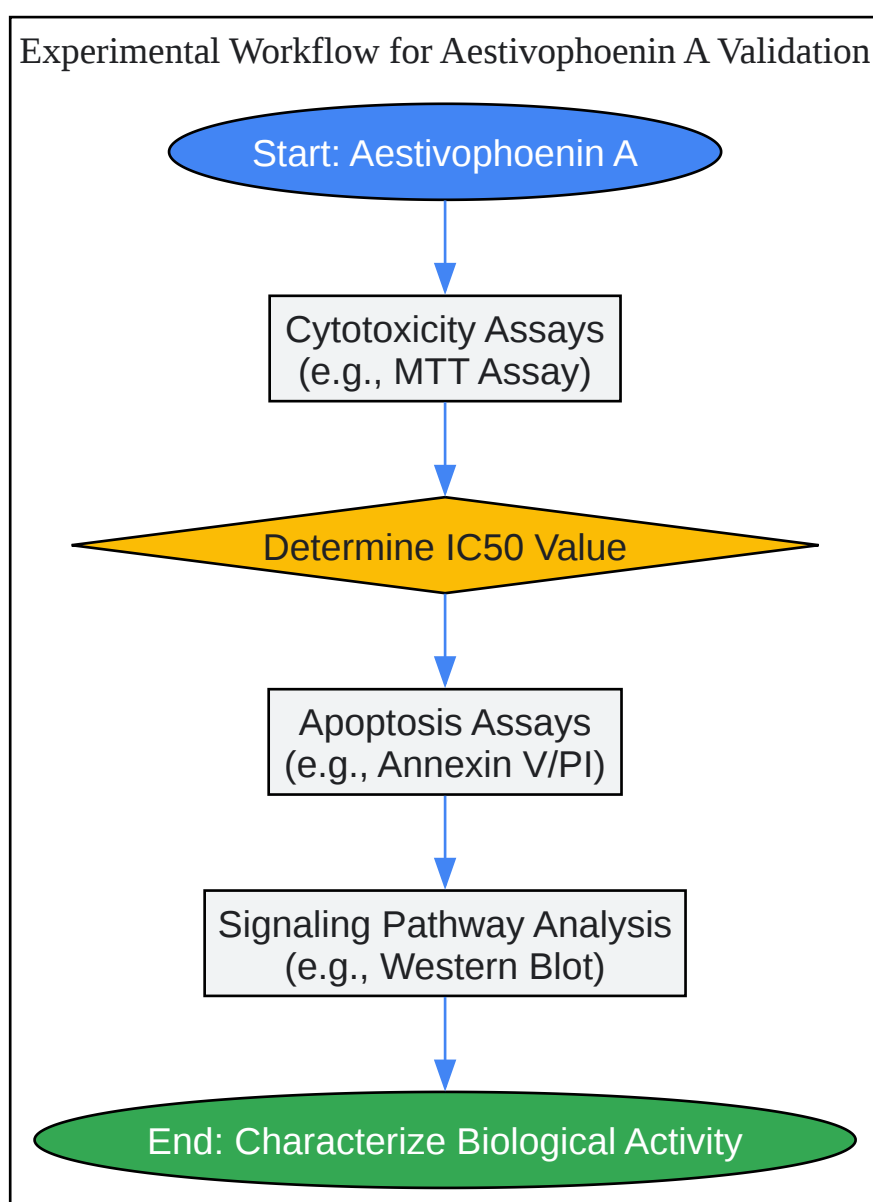 Experimental Workflow for Aestivophoenin A Validation
Start: Aestivophoenin A
Cytotoxicity Assays
(e.g., MTT Assay)
Determine IC50 Value
Apoptosis Assays
(e.g., Annexin V/PI)
Signaling Pathway Analysis
(e.g., Western Blot)
End: Characterize Biological Activity